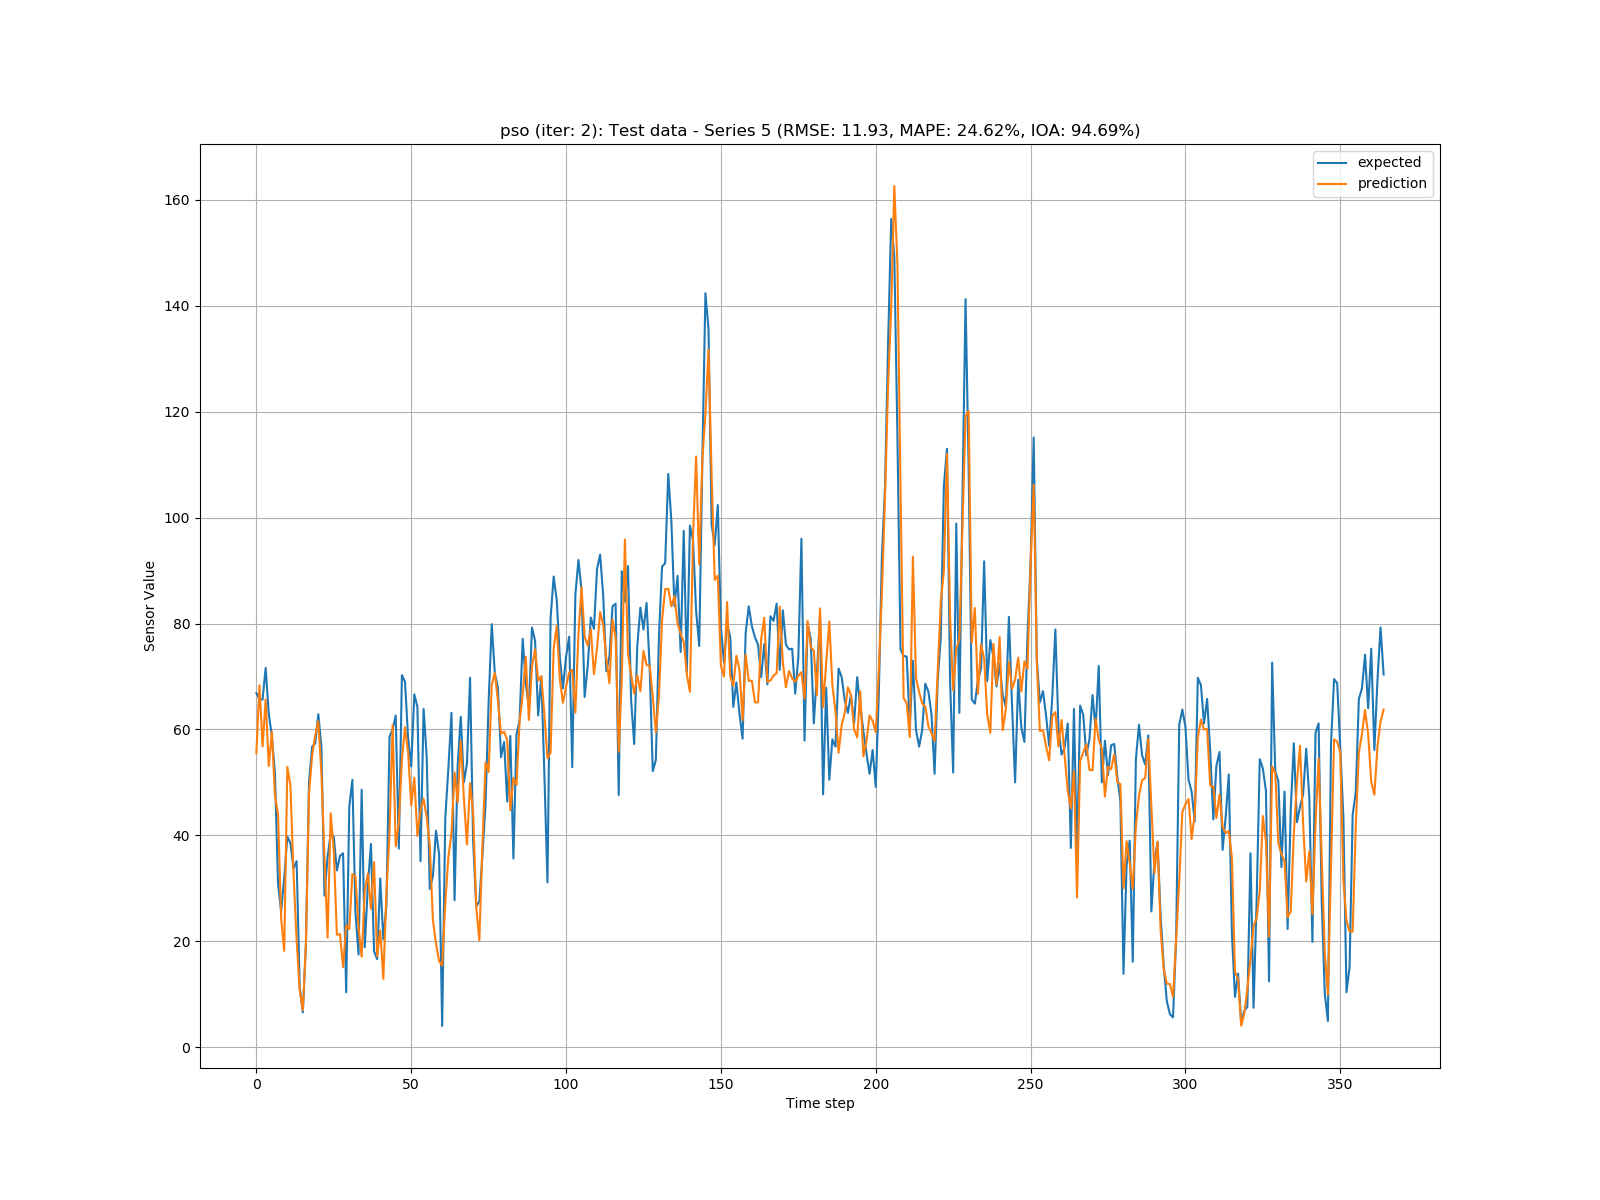 pso (iter: 2): Test data - Series 5 (RMSE: 11.93, MAPE: 24.62%, IOA: 94.69%)
expected
prediction
160
140
120
100
80
60
40
20
0
Sensor Value
0 50 100 150 200 250 300 350
Time step